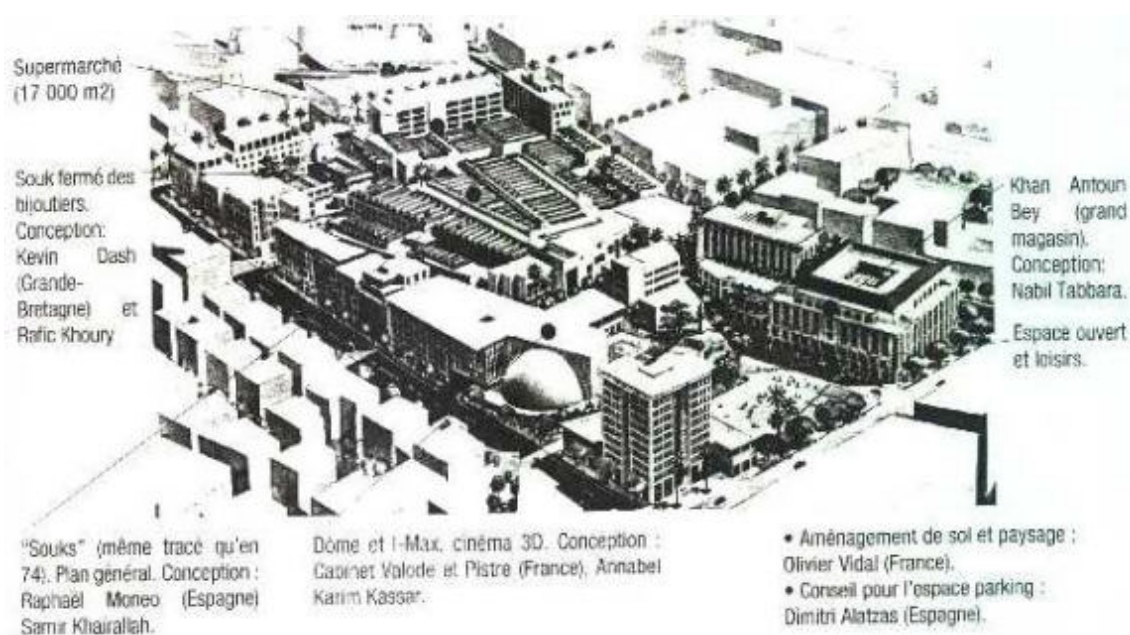 Supermarché
(17 000 m2)
Souk fermé des
bijoutiers.
Conception:
Kevin Dash
(Grande-
Bretagne) et
Rafic Khoury
Khan Antoun
Bey (grand
magasin).
Conception:
Nabil Tabbara.
Espace ouvert
et loisirs.
"Souks" (même tracé qu'en
74). Plan général. Conception :
Raphaël Moneo (Espagne)
Samir Khairallah.
Dôme et I-Max, cinéma 3D. Conception :
Cabinet Valode et Pistre (France), Annabel
Karim Kassar.
• Aménagement de sol et paysage :
Olivier Vidal (France).
• Conseil pour l'espace parking :
Dimitri Alatzas (Espagne).